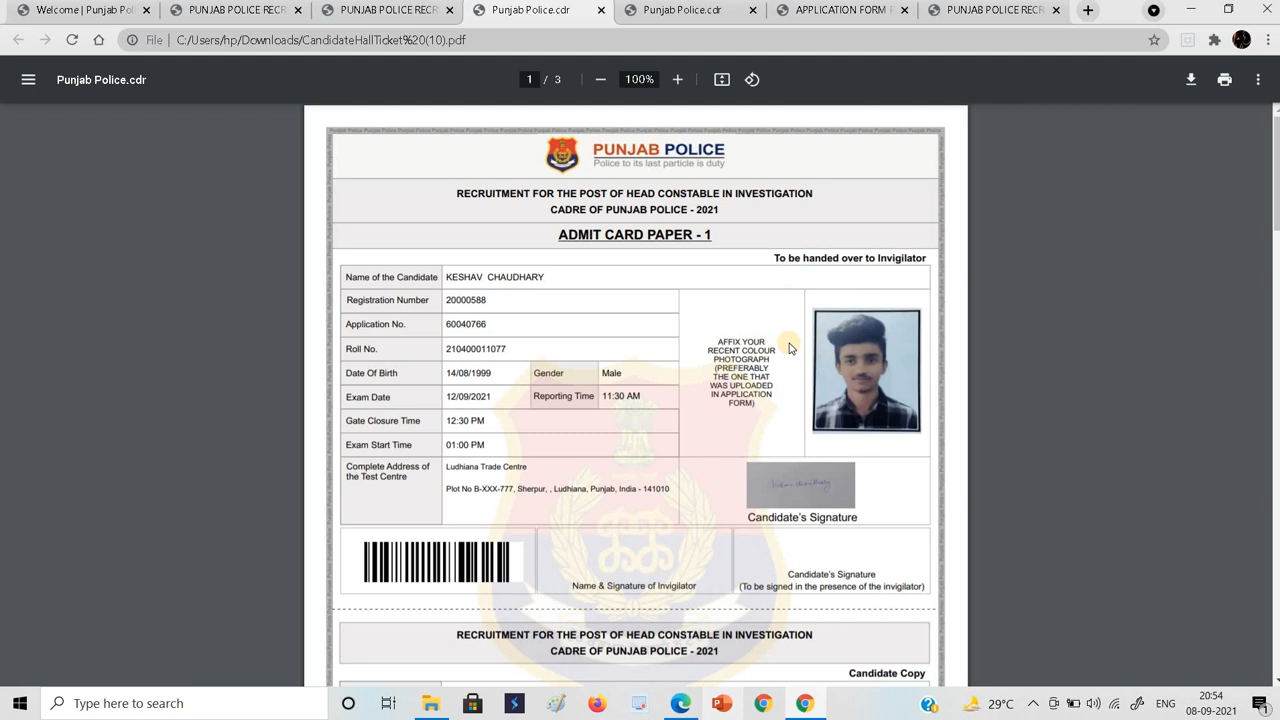 Welcome | Punjab Pol
PUNJAB POLICE RECR
PUNJAB POLICE RECR
Punjab Police.cdr
Punjab Police.cdr
APPLICATION FORM F
PUNJAB POLICE RECR
File | C:/Users/hp/Downloads/CandidateHallTicket%20(10).pdf
Punjab Police.cdr
1 / 3
100%
PUNJAB POLICE
Police to its last particle is duty
RECRUITMENT FOR THE POST OF HEAD CONSTABLE IN INVESTIGATION
CADRE OF PUNJAB POLICE - 2021
ADMIT CARD PAPER - 1
To be handed over to Invigilator
Name of the Candidate KESHAV CHAUDHARY
Registration Number 20000588
Application No. 60040766
Roll No. 210400011077
Date Of Birth 14/08/1999 Gender Male
Exam Date 12/09/2021 Reporting Time 11:30 AM
Gate Closure Time 12:30 PM
Exam Start Time 01:00 PM
AFFIX YOUR
RECENT COLOUR
PHOTOGRAPH
(PREFERABLY
THE ONE THAT
WAS UPLOADED
IN APPLICATION
FORM)
Complete Address of
the Test Centre
Ludhiana Trade Centre
Plot No B-XXX-777, Sherpur, , Ludhiana, Punjab, India - 141010
Candidate's Signature
Name & Signature of Invigilator
Candidate's Signature
(To be signed in the presence of the invigilator)
RECRUITMENT FOR THE POST OF HEAD CONSTABLE IN INVESTIGATION
CADRE OF PUNJAB POLICE - 2021
Candidate Copy
Type here to search
29°C
ENG
20:54
08-09-2021